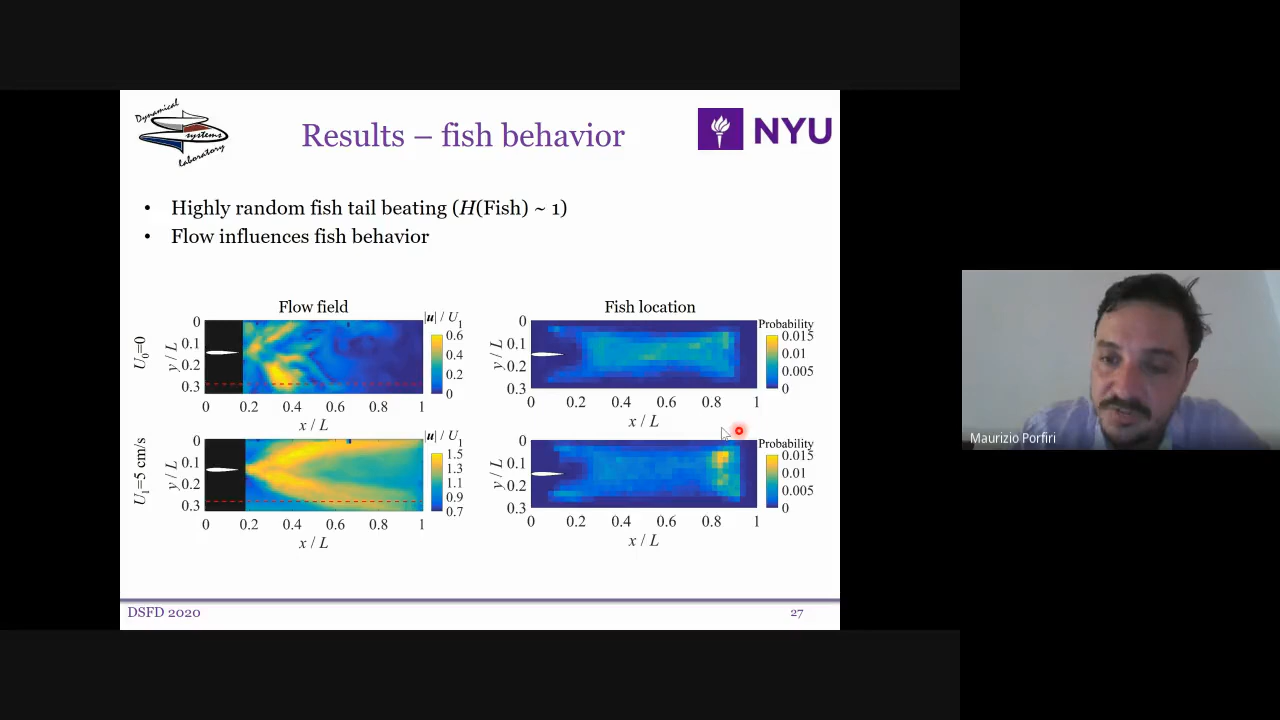 Dynamical
systems
Laboratory
Results – fish behavior
NYU
• Highly random fish tail beating (H(Fish) ~ 1)
• Flow influences fish behavior
Flow field
Fish location
U₀=0
y / L
0
0.1
0.2
0.3
0 0.2 0.4 0.6 0.8 1
x / L
|u| / U₁
0.6
0.4
0.2
0
y / L
0
0.1
0.2
0.3
0 0.2 0.4 0.6 0.8 1
x / L
Probability
0.015
0.01
0.005
0
U₁=5 cm/s
y / L
0
0.1
0.2
0.3
0 0.2 0.4 0.6 0.8 1
x / L
|u| / U₁
1.5
1.3
1.1
0.9
0.7
y / L
0
0.1
0.2
0.3
0 0.2 0.4 0.6 0.8 1
x / L
Probability
0.015
0.01
0.005
0
Maurizio Porfiri
DSFD 2020
27